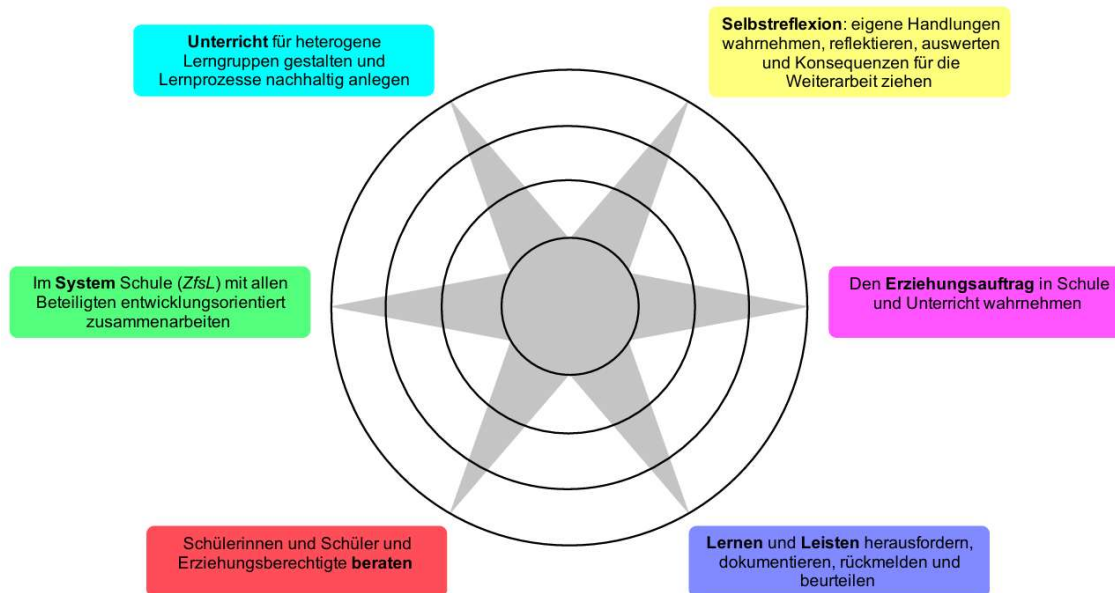 Unterricht für heterogene
Lerngruppen gestalten und
Lernprozesse nachhaltig anlegen
Selbstreflexion: eigene Handlungen
wahrnehmen, reflektieren, auswerten
und Konsequenzen für die
Weiterarbeit ziehen
Im System Schule (ZfsL) mit allen
Beteiligten entwicklungsorientiert
zusammenarbeiten
Den Erziehungsauftrag in Schule
und Unterricht wahrnehmen
Schülerinnen und Schüler und
Erziehungsberechtigte beraten
Lernen und Leisten herausfordern,
dokumentieren, rückmelden und
beurteilen